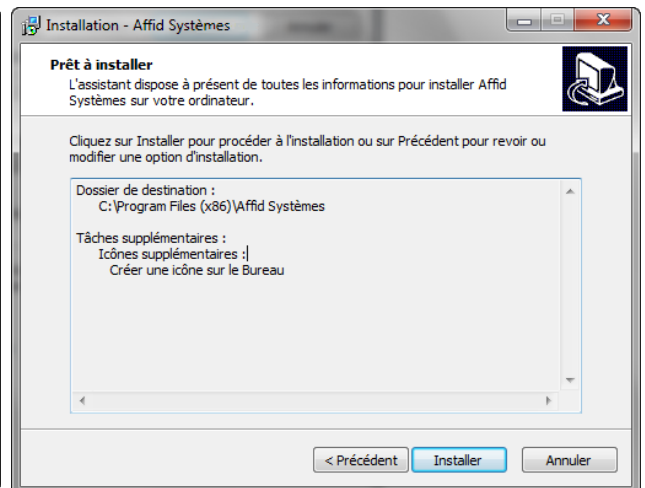 Installation - Affid Systèmes
Prêt à installer
L'assistant dispose à présent de toutes les informations pour installer Affid
Systèmes sur votre ordinateur.
Cliquez sur Installer pour procéder à l'installation ou sur Précédent pour revoir ou
modifier une option d'installation.
Dossier de destination :
C:\Program Files (x86)\Affid Systèmes
Tâches supplémentaires :
Icônes supplémentaires :
Créer une icône sur le Bureau
< Précédent Installer Annuler